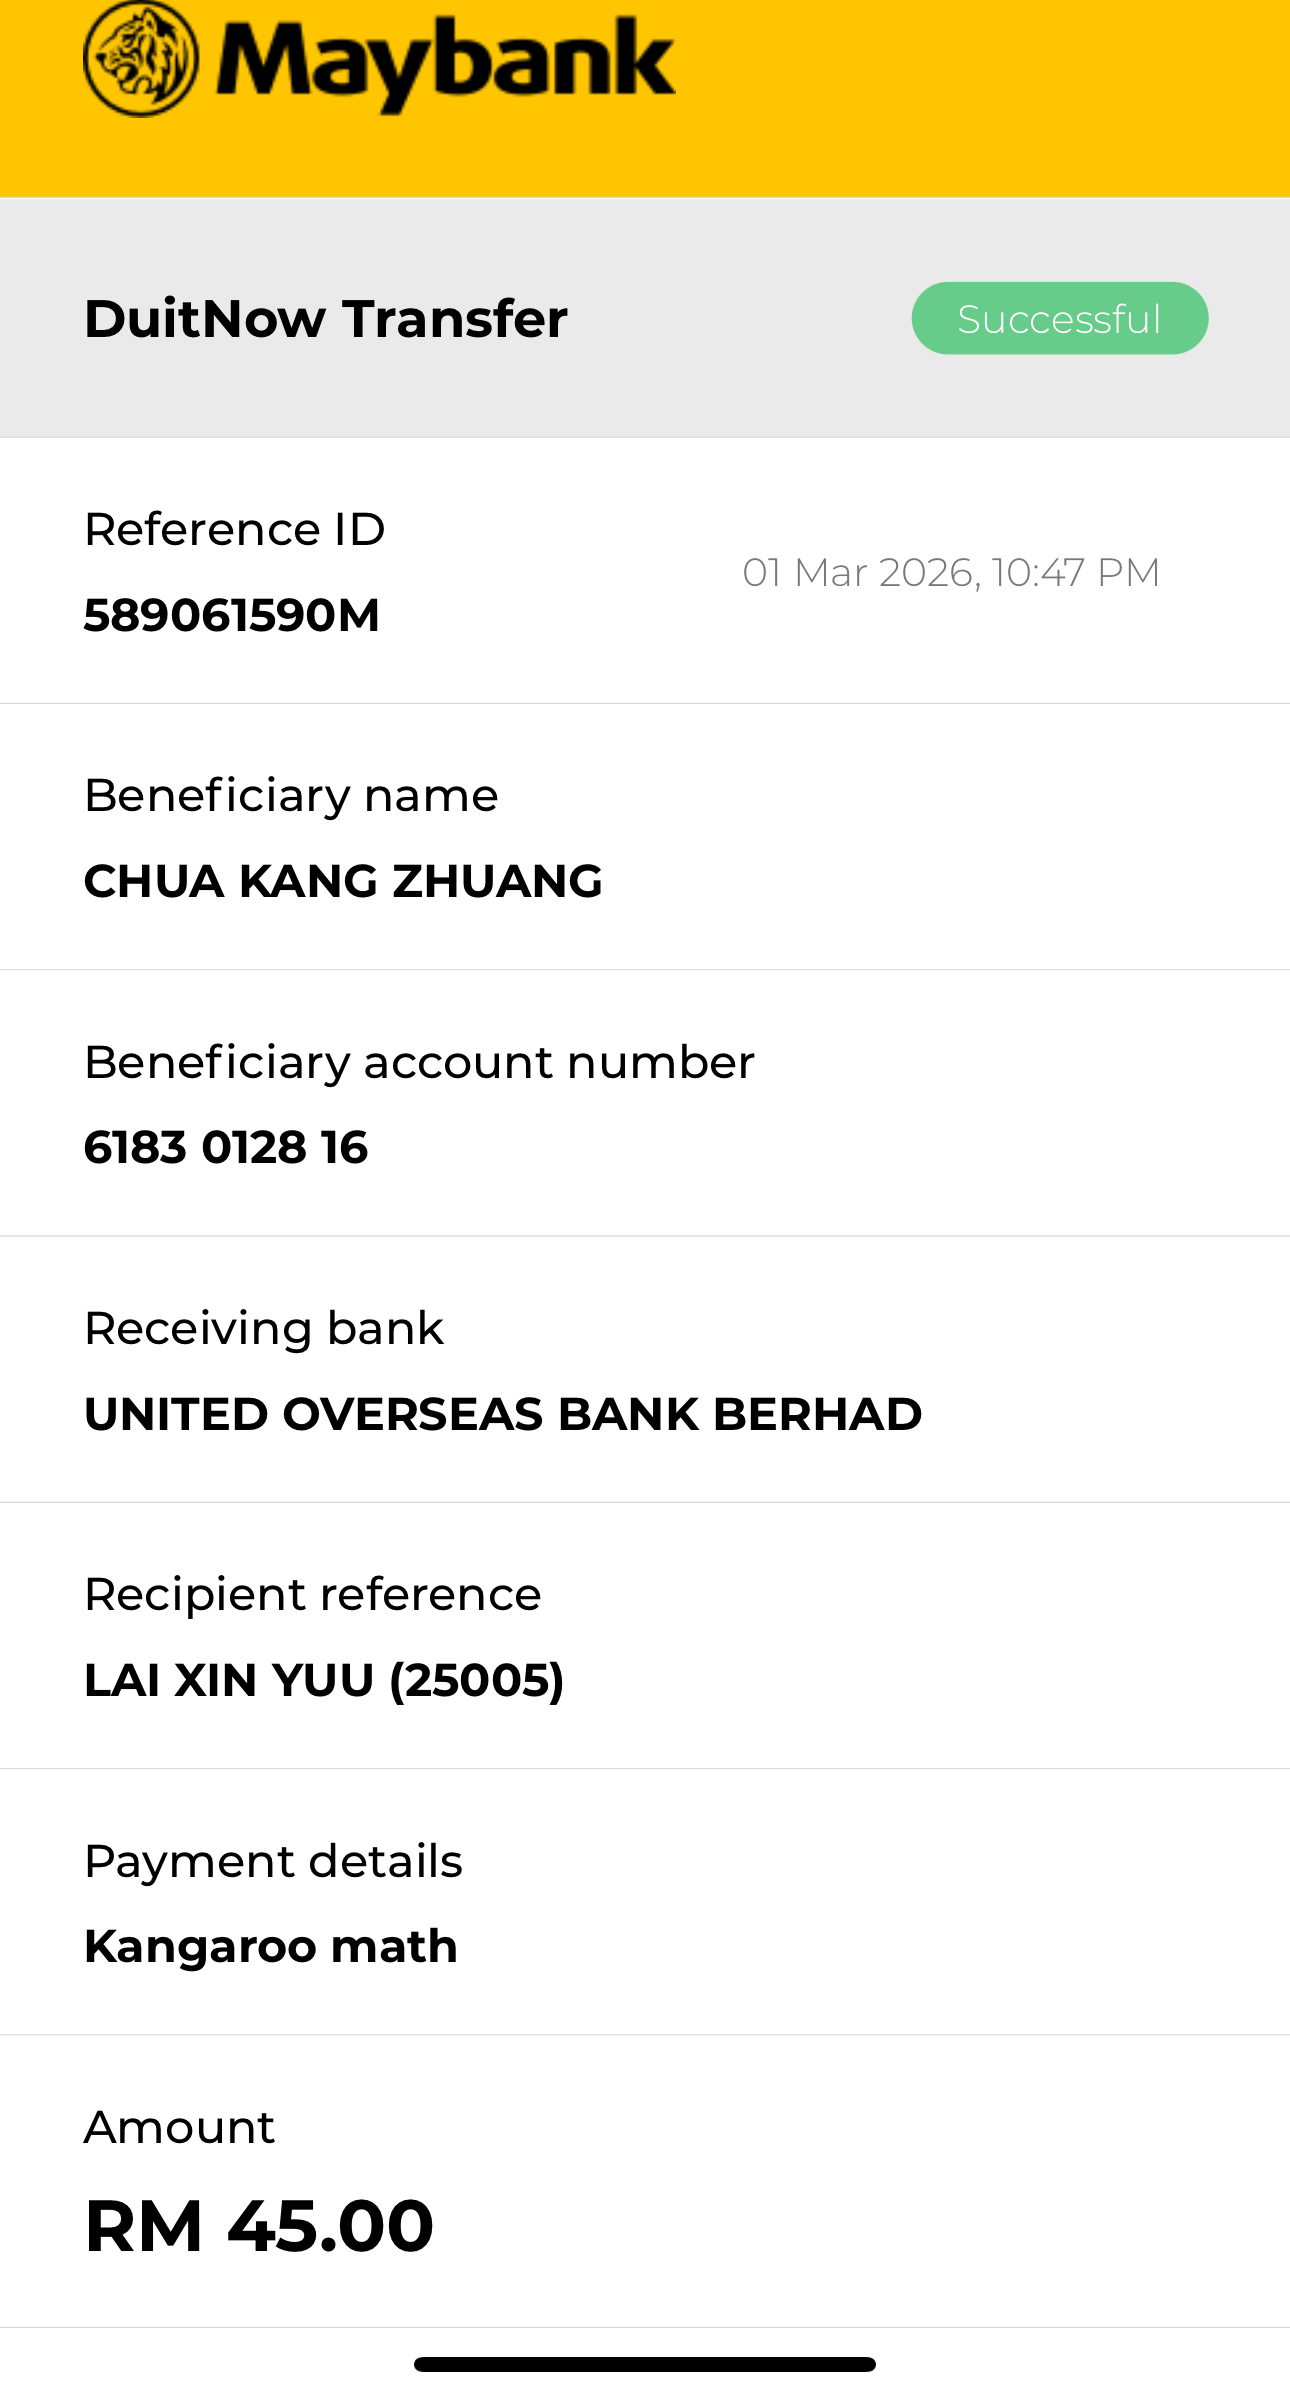 Maybank
DuitNow Transfer
Successful
Reference ID
01 Mar 2026, 10:47 PM
589061590M
Beneficiary name
CHUA KANG ZHUANG
Beneficiary account number
6183 0128 16
Receiving bank
UNITED OVERSEAS BANK BERHAD
Recipient reference
LAI XIN YUU (25005)
Payment details
Kangaroo math
Amount
RM 45.00